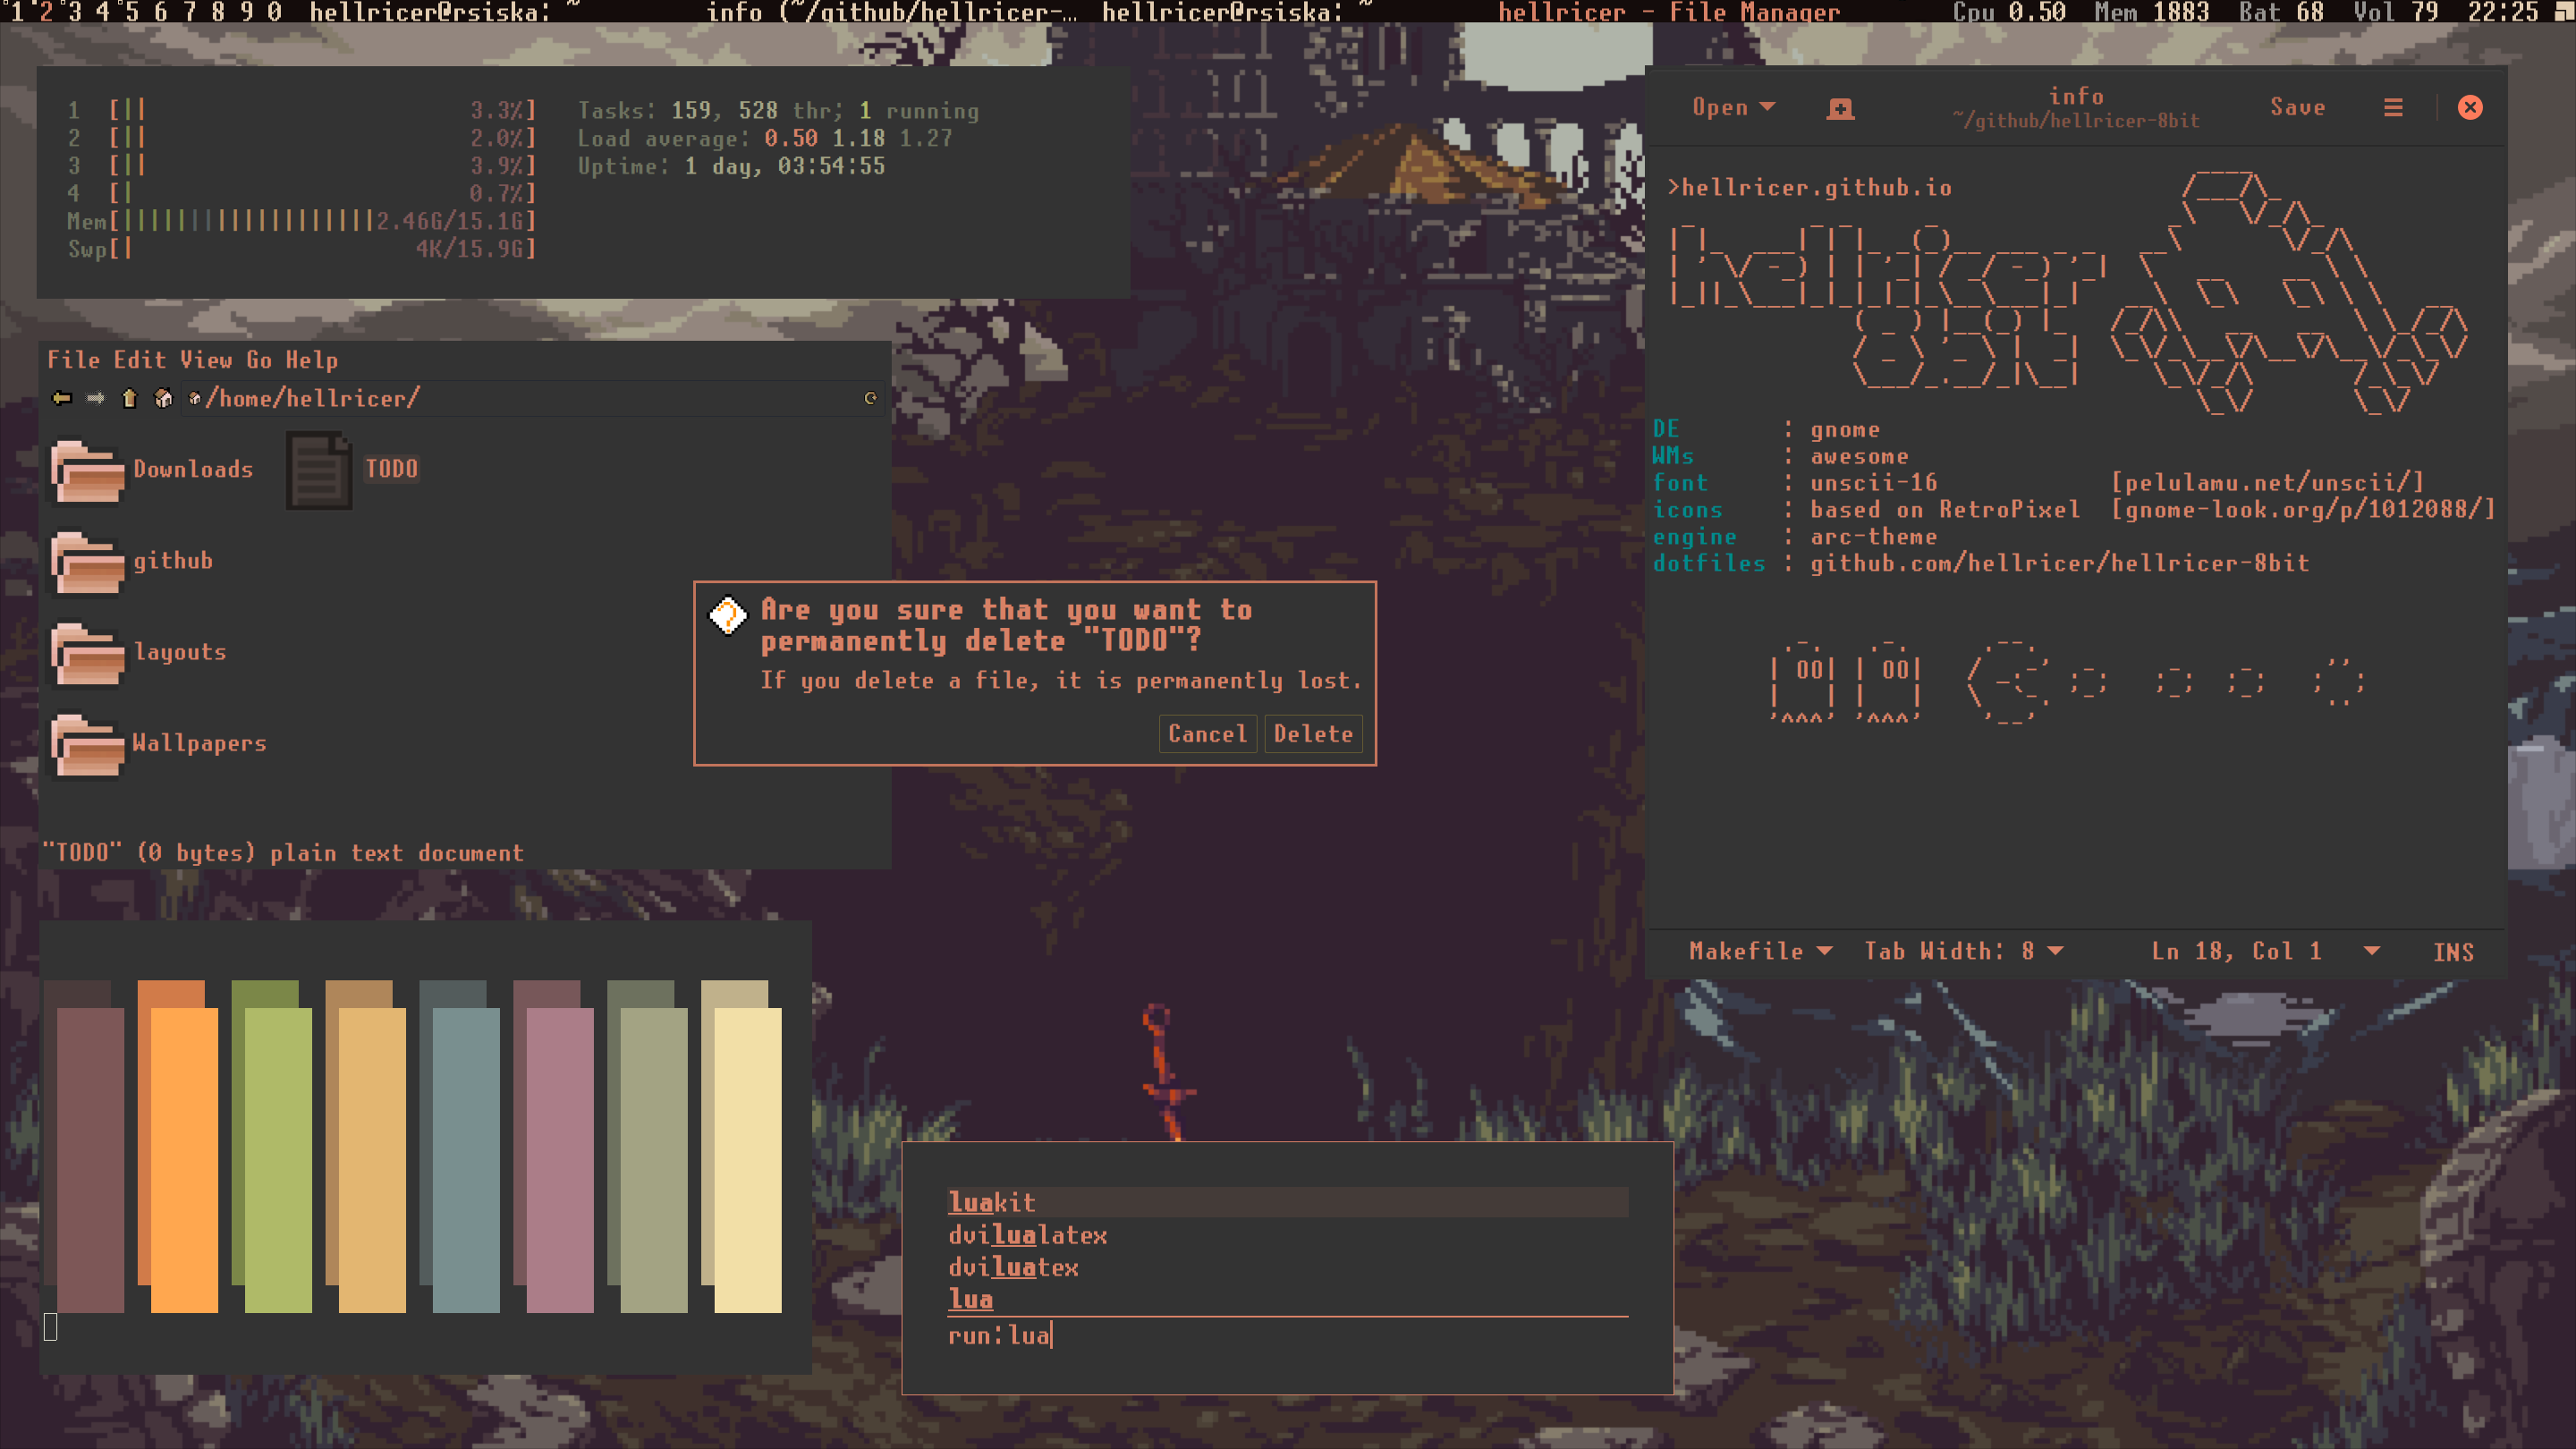 1 2 3 4 5 6 7 8 9 0 hellricer@rsiska: ~ info (~/github/hellricer-… hellricer@rsiska: ~ hellricer - File Manager Cpu 0.50 Mem 1883 Bat 68 Vol 79 22:25
1 [|| 3.3%] Tasks: 159, 528 thr; 1 running
2 [|| 2.0%] Load average: 0.50 1.18 1.27
3 [|| 3.9%] Uptime: 1 day, 03:54:55
4 [| 0.7%]
Mem[|||||||||||||||||||2.46G/15.1G]
Swp[| 4K/15.9G]
File Edit View Go Help
/home/hellricer/
Downloads TODO
github
layouts
Wallpapers
"TODO" (0 bytes) plain text document
Are you sure that you want to
permanently delete "TODO"?
If you delete a file, it is permanently lost.
Cancel Delete
Open info Save
~/github/hellricer-8bit
>hellricer.github.io
hellricer
8bit
DE : gnome
WMs : awesome
font : unscii-16 [pelulamu.net/unscii/]
icons : based on RetroPixel [gnome-look.org/p/1012088/]
engine : arc-theme
dotfiles : github.com/hellricer/hellricer-8bit
Makefile Tab Width: 8 Ln 18, Col 1 INS
luakit
dvilualatex
dviluatex
lua
run:lua